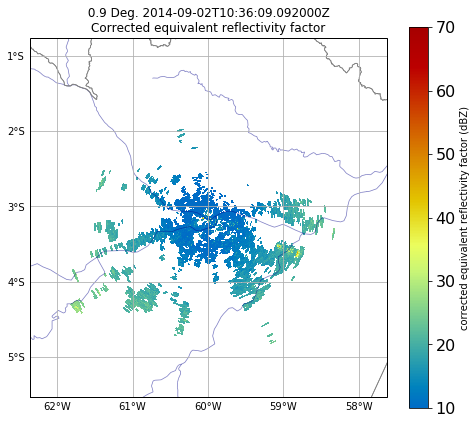 0.9 Deg. 2014-09-02T10:36:09.092000Z
Corrected equivalent reflectivity factor
1°S
2°S
3°S
4°S
5°S
62°W
61°W
60°W
59°W
58°W
70
60
50
40
30
20
10
corrected equivalent reflectivity factor (dBZ)